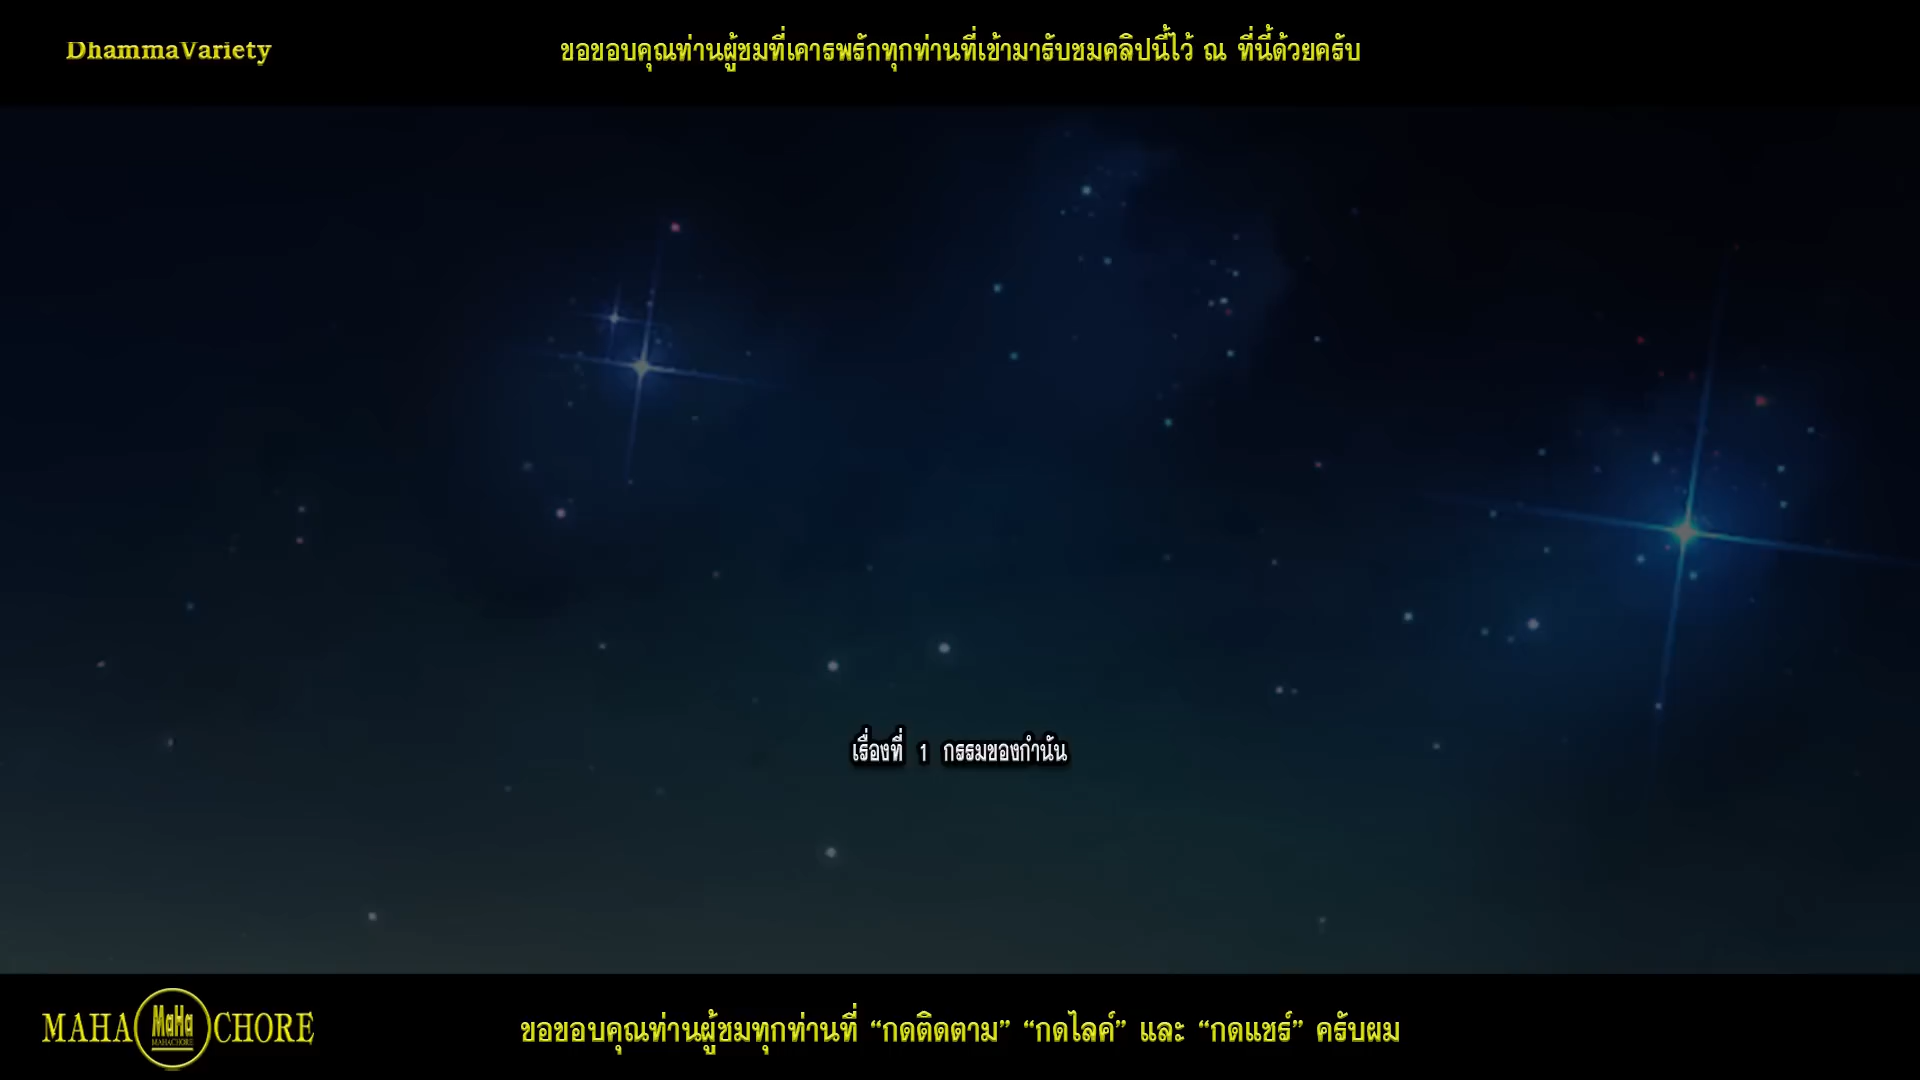 DhammaVariety
ขอขอบคุณท่านผู้ชมที่เคารพรักทุกท่านที่เข้ามารับชมคลิปนี้ไว้ ณ ที่นี้ด้วยครับ
เรื่องที่ 1 กรรมของกำนัน
MAHA MaHa CHORE
MAHACHORE
ขอขอบคุณท่านผู้ชมทุกท่านที่ “กดติดตาม” “กดไลค์” และ “กดแชร์” ครับผม